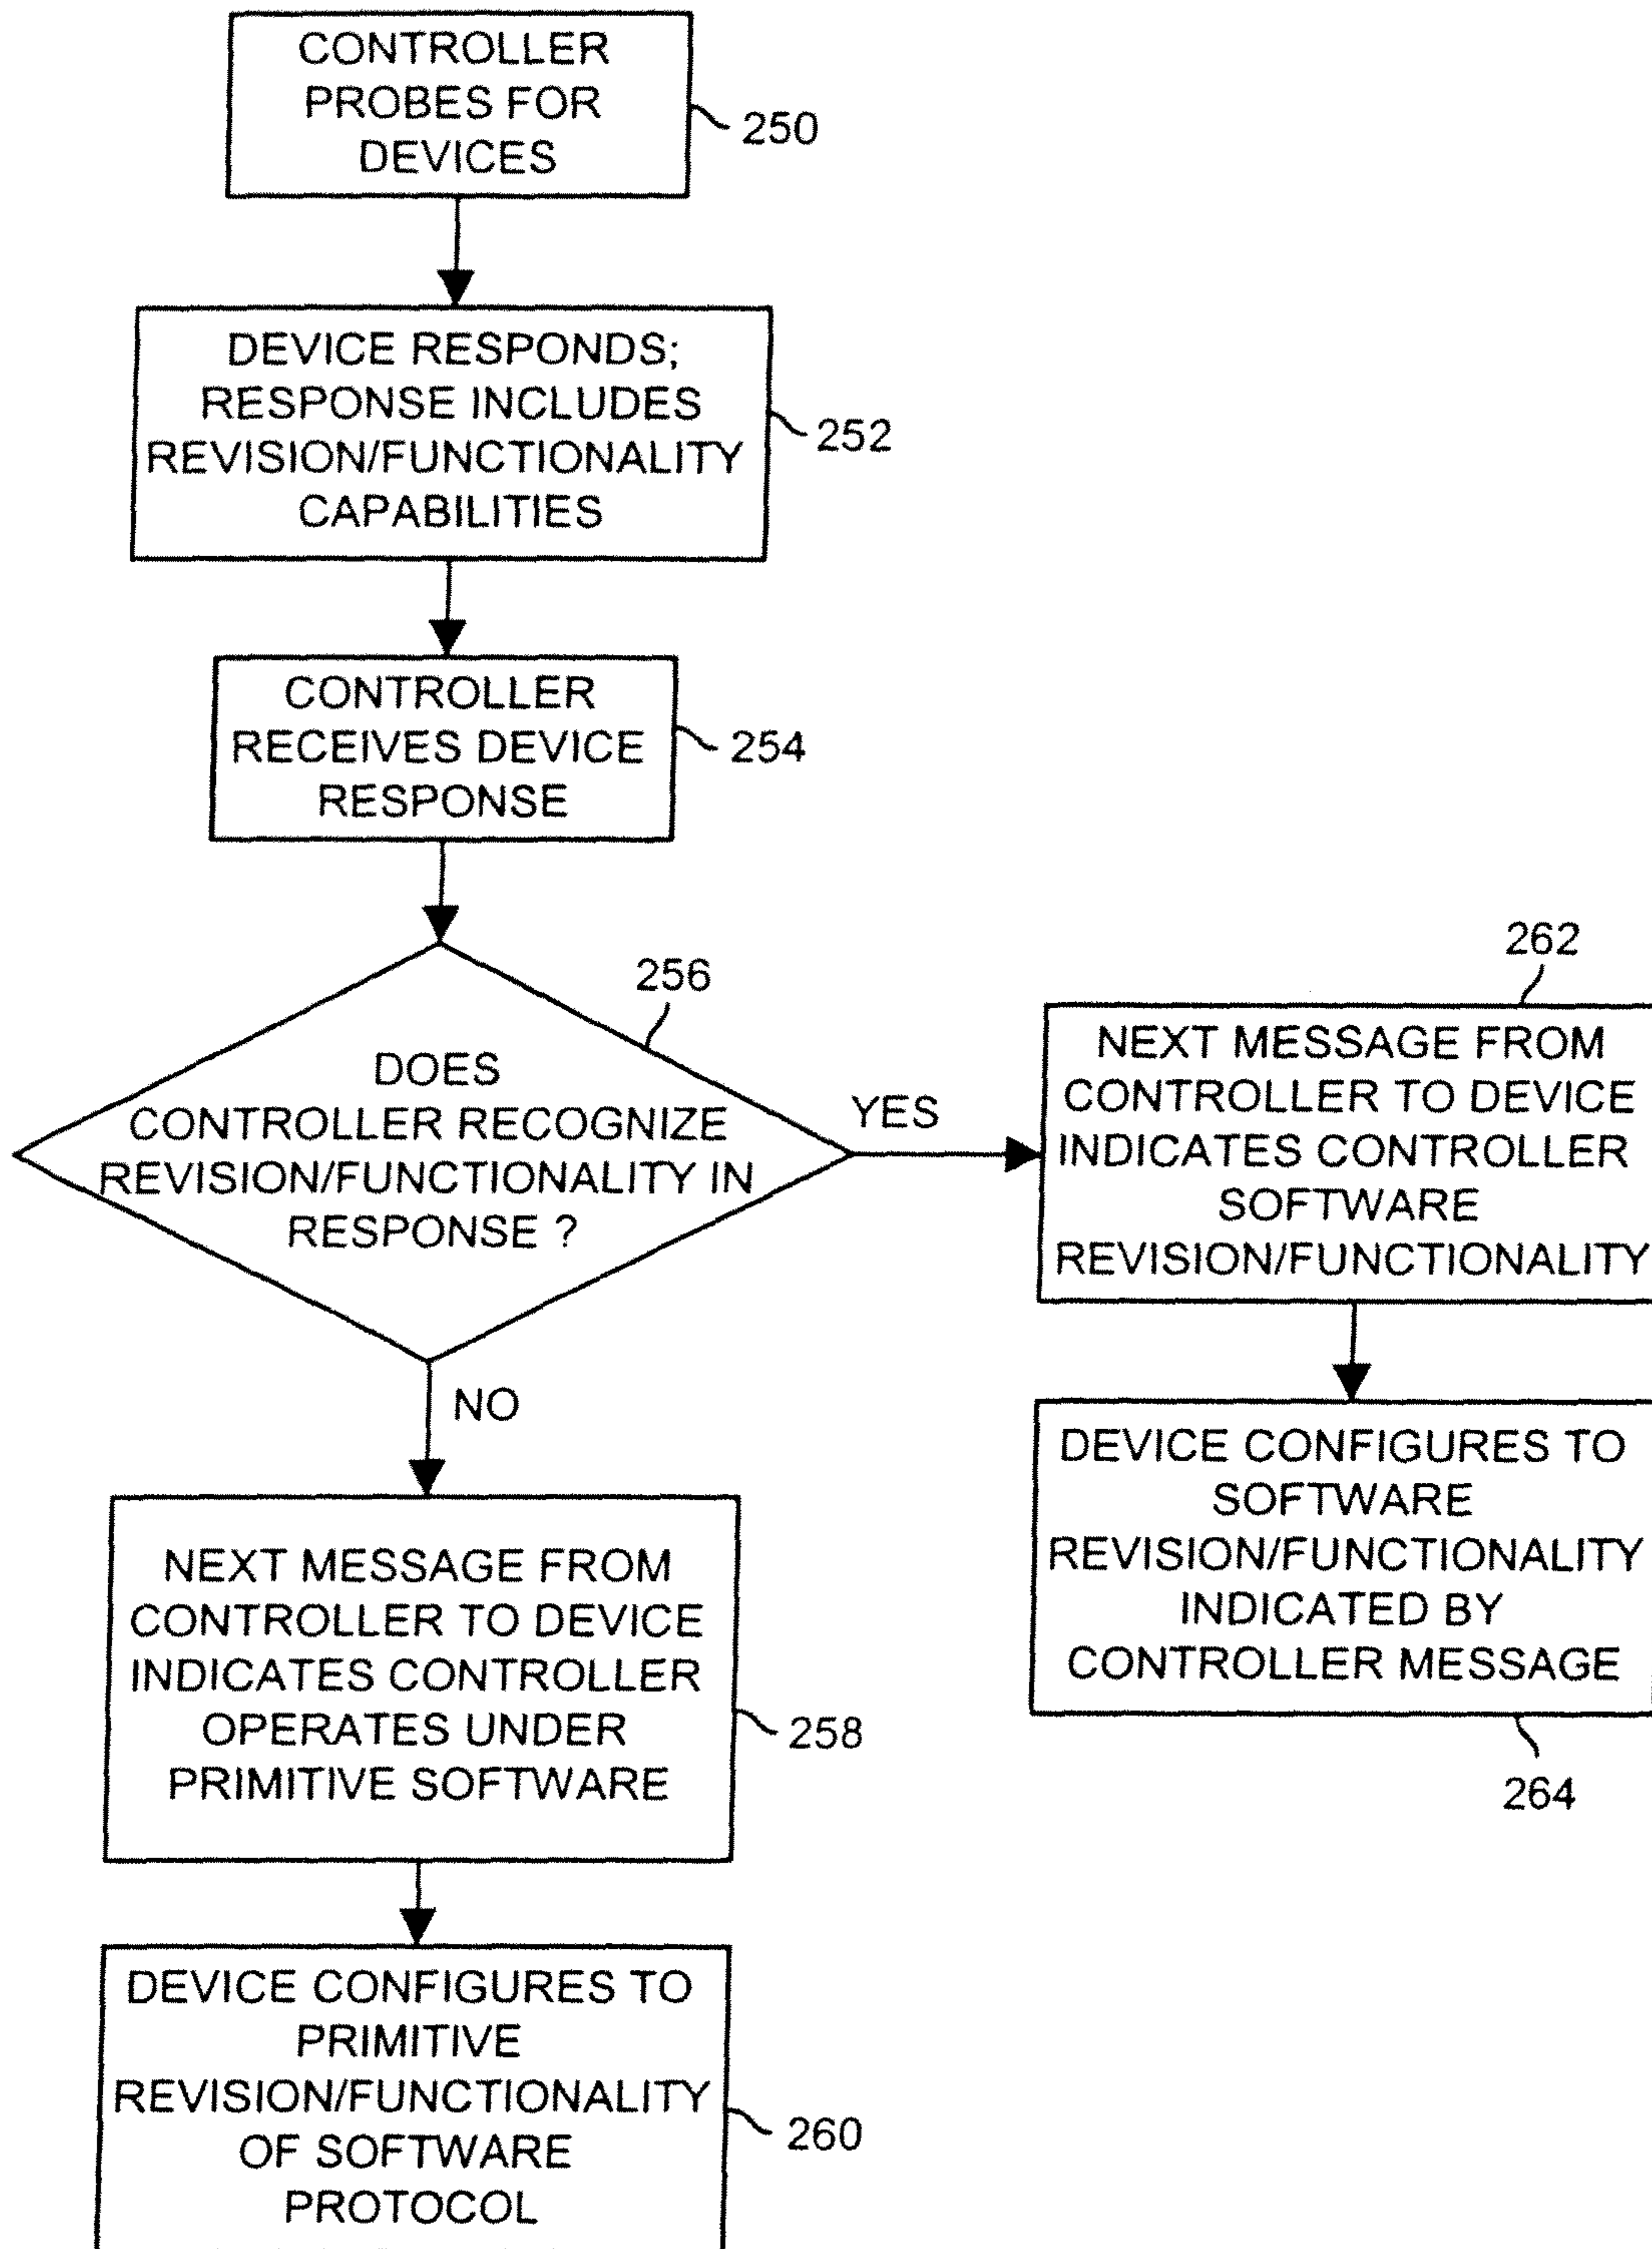 CONTROLLER
PROBES FOR
DEVICES
250
DEVICE RESPONDS;
RESPONSE INCLUDES
REVISION/FUNCTIONALITY
CAPABILITIES
252
CONTROLLER
RECEIVES DEVICE
RESPONSE
254
256
DOES
CONTROLLER RECOGNIZE
REVISION/FUNCTIONALITY IN
RESPONSE ?
YES
262
NEXT MESSAGE FROM
CONTROLLER TO DEVICE
INDICATES CONTROLLER
SOFTWARE
REVISION/FUNCTIONALITY
DEVICE CONFIGURES TO
SOFTWARE
REVISION/FUNCTIONALITY
INDICATED BY
CONTROLLER MESSAGE
264
NO
NEXT MESSAGE FROM
CONTROLLER TO DEVICE
INDICATES CONTROLLER
OPERATES UNDER
PRIMITIVE SOFTWARE
258
DEVICE CONFIGURES TO
PRIMITIVE
REVISION/FUNCTIONALITY
OF SOFTWARE
PROTOCOL
260